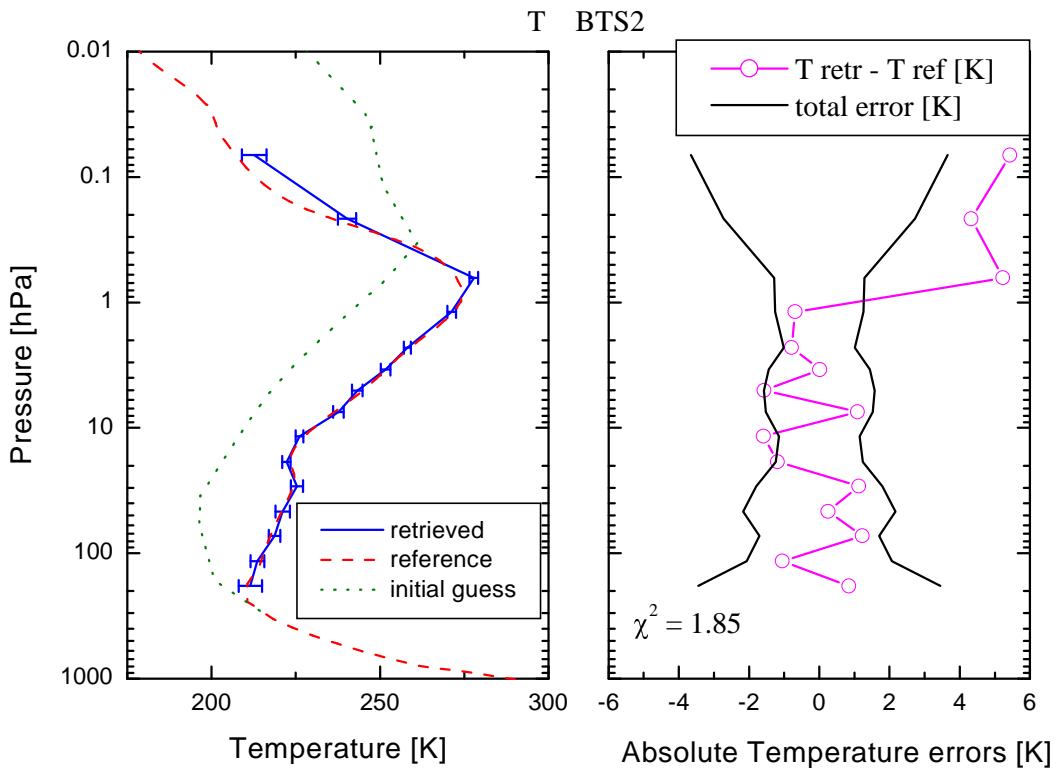 T BTS2
0.01
0.1
1
10
100
1000
Pressure [hPa]
200
250
300
Temperature [K]
retrieved
reference
initial guess
T retr - T ref [K]
total error [K]
χ² = 1.85
-6
-4
-2
0
2
4
6
Absolute Temperature errors [K]